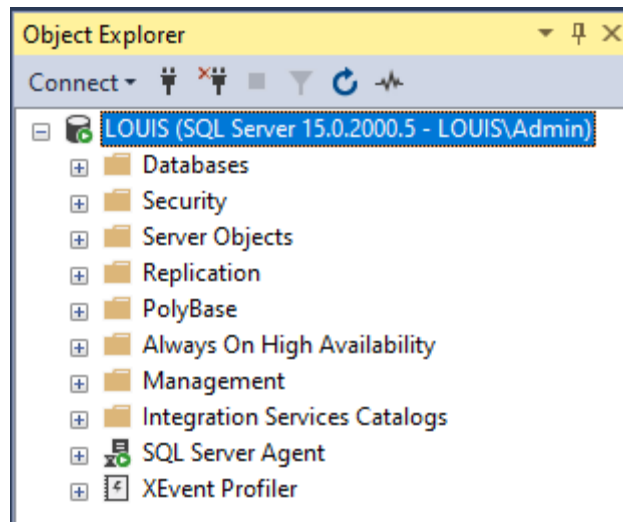 Object Explorer
Connect
LOUIS (SQL Server 15.0.2000.5 - LOUIS\Admin)
Databases
Security
Server Objects
Replication
PolyBase
Always On High Availability
Management
Integration Services Catalogs
SQL Server Agent
XEvent Profiler